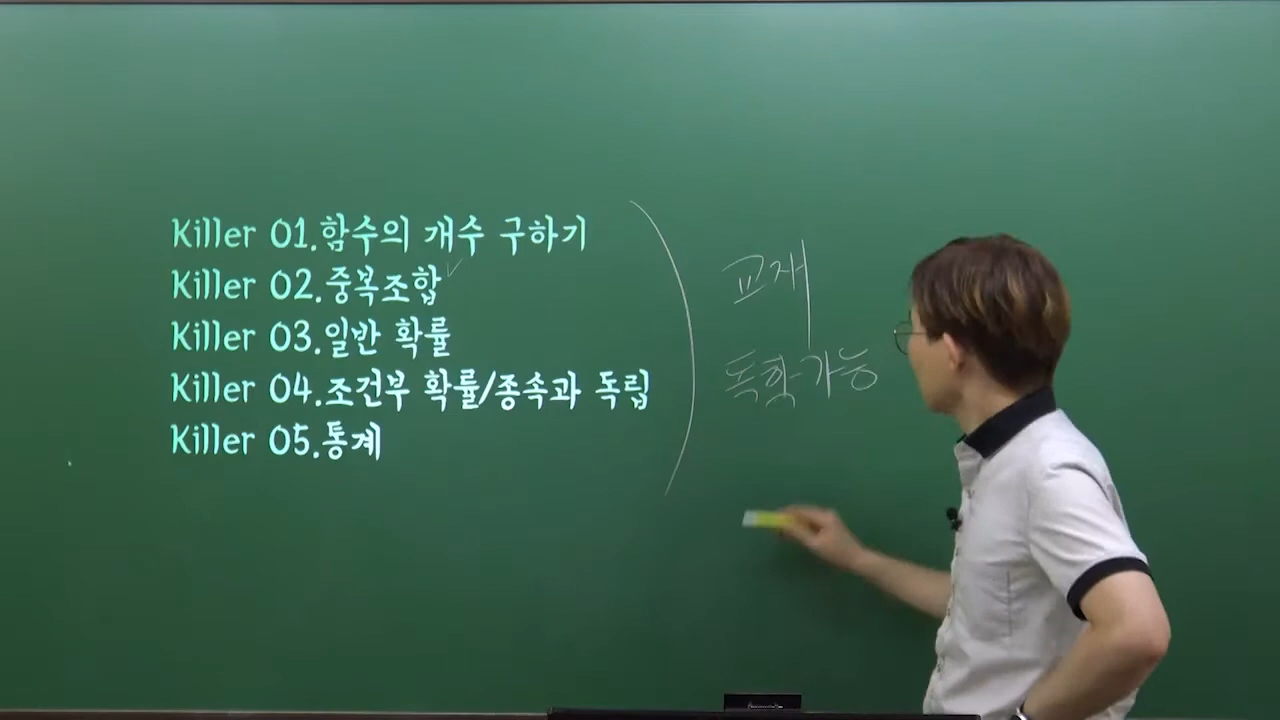 Killer 01.함수의 개수 구하기
Killer 02.중복조합
Killer 03.일반 확률
Killer 04.조건부 확률/종속과 독립
Killer 05.통계
교재
독학가능